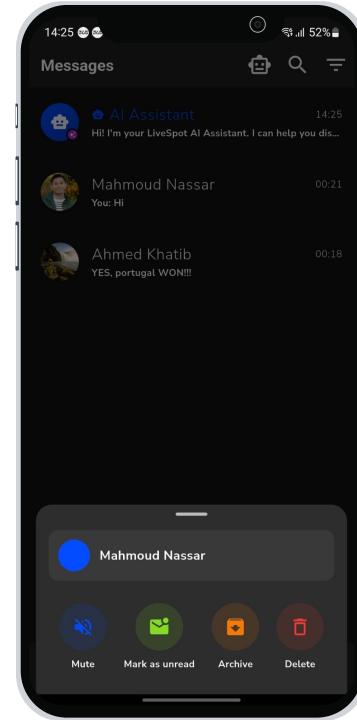 14:25
52%
Messages
AI Assistant 14:25
Hi! I'm your LiveSpot AI Assistant. I can help you dis...
Mahmoud Nassar 00:21
You: Hi
Ahmed Khatib 00:18
YES, portugal WON!!!
Mahmoud Nassar
Mute Mark as unread Archive Delete